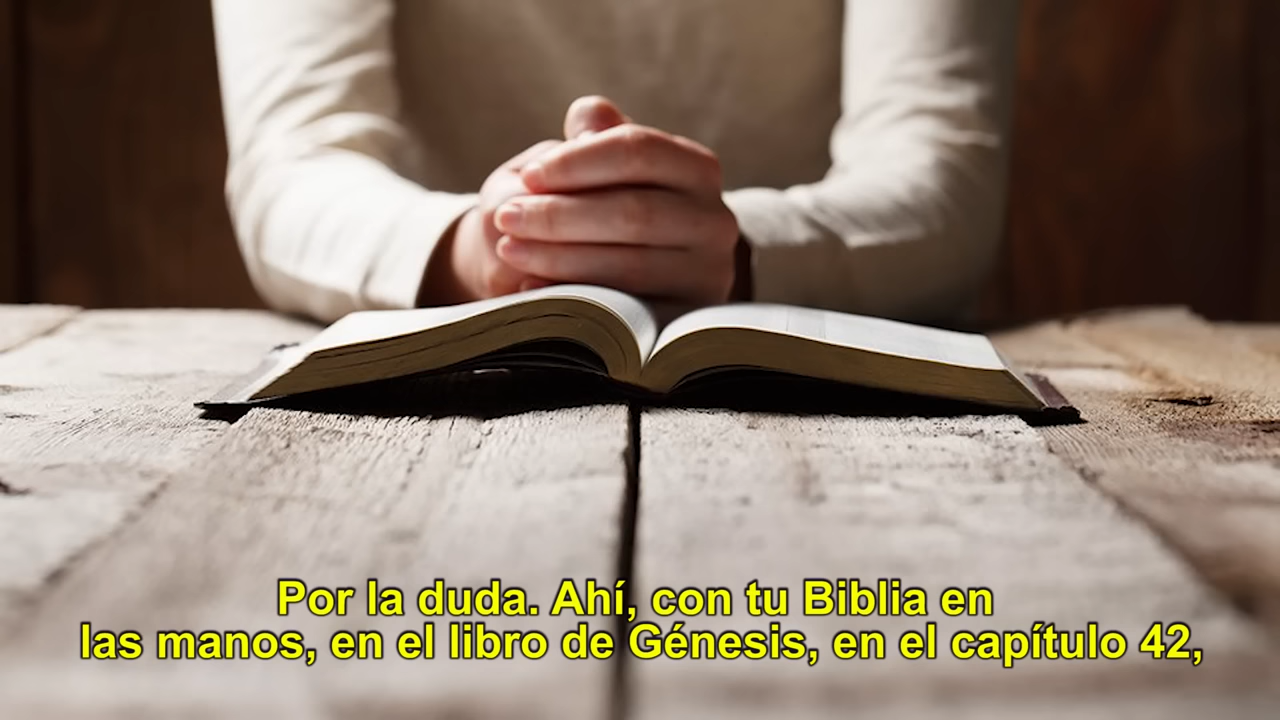 Por la duda. Ahí, con tu Biblia en
las manos, en el libro de Génesis, en el capítulo 42,